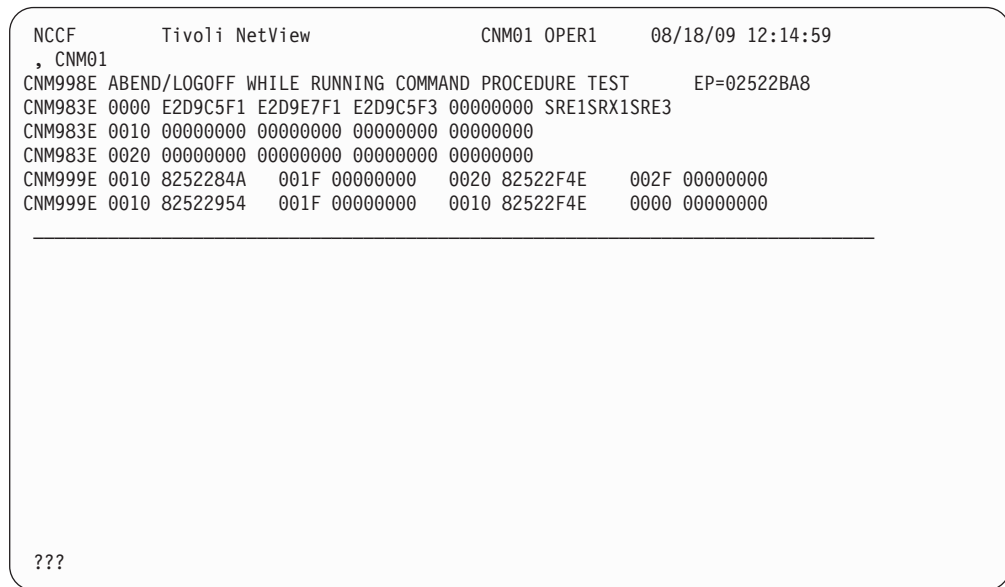 NCCF Tivoli NetView CNM01 OPER1 08/18/09 12:14:59
, CNM01
CNM998E ABEND/LOGOFF WHILE RUNNING COMMAND PROCEDURE TEST EP=02522BA8
CNM983E 0000 E2D9C5F1 E2D9E7F1 E2D9C5F3 00000000 SRE1SRX1SRE3
CNM983E 0010 00000000 00000000 00000000 00000000
CNM983E 0020 00000000 00000000 00000000 00000000
CNM999E 0010 8252284A 001F 00000000 0020 82522F4E 002F 00000000
CNM999E 0010 82522954 001F 00000000 0010 82522F4E 0000 00000000
???